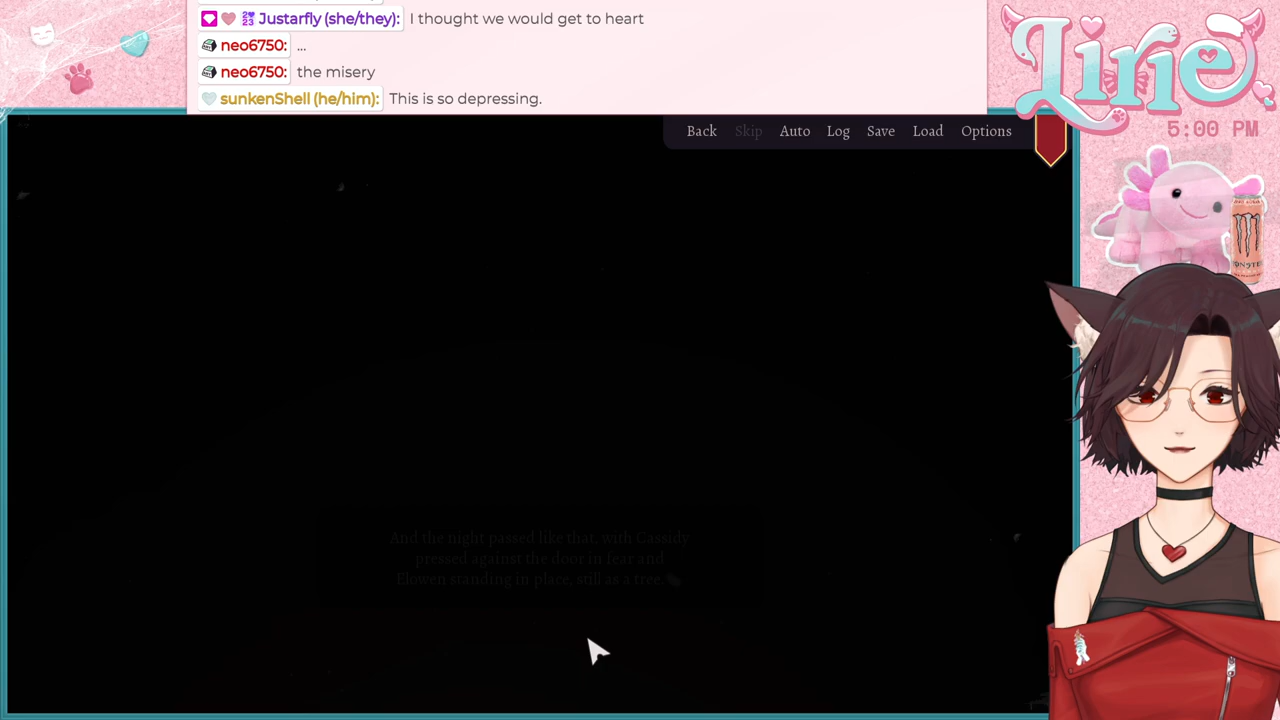 Justarfly (she/they): I thought we would get to heart
neo6750: ...
neo6750: the misery
sunkenShell (he/him): This is so depressing.
Lirie
5:00 PM
Back Skip Auto Log Save Load Options
MONSTER
And the night passed like that, with Cassidy
pressed against the door in fear and
Elowen standing in place, still as a tree.